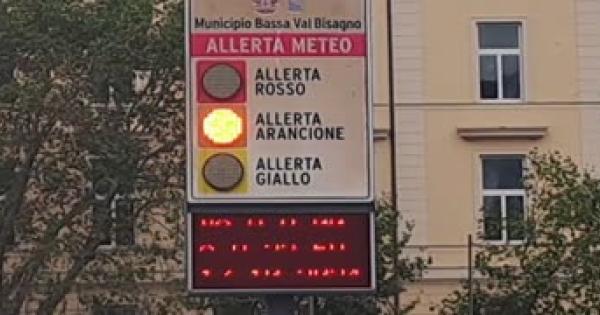 Municipio Bassa Val Bisagno
ALLERTA METEO
ALLERTA
ROSSO
ALLERTA
ARANCIONE
ALLERTA
GIALLO